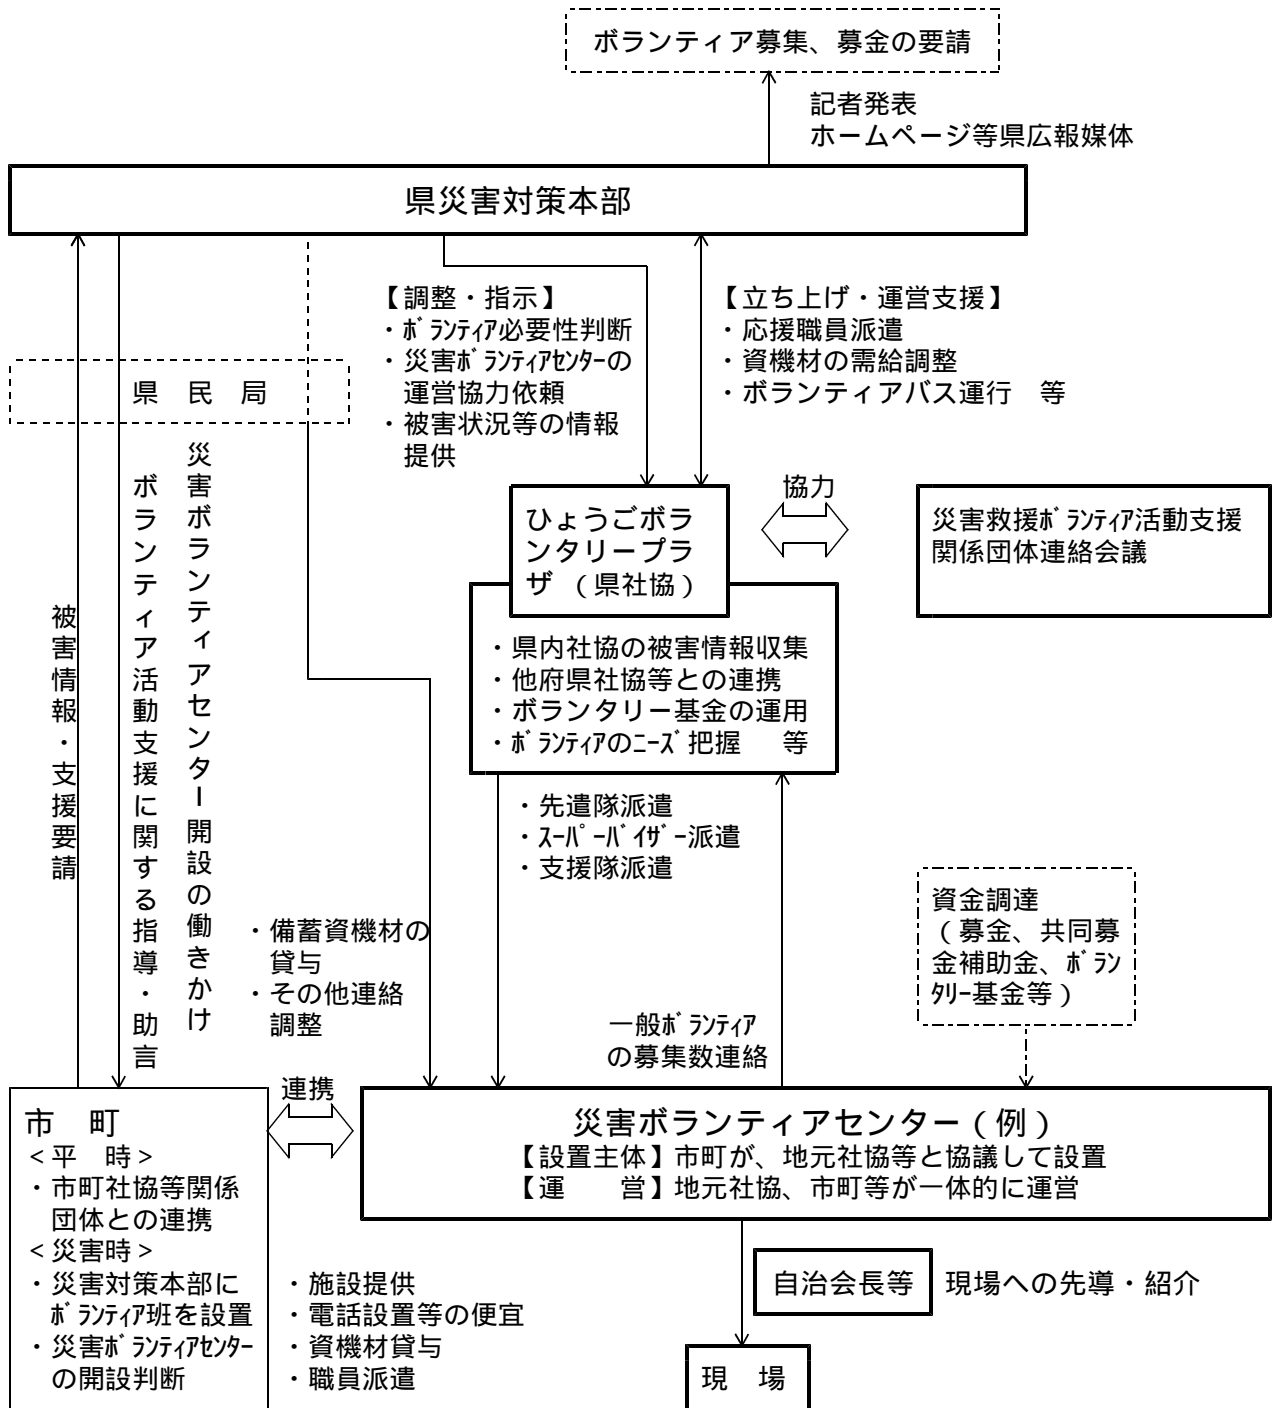 ボランティア募集、募金の要請
記者発表
ホームページ等県広報媒体
県災害対策本部
【調整・指示】
・ボランティア必要性判断
・災害ボランティアセンターの
運営協力依頼
・被害状況等の情報
提供
【立ち上げ・運営支援】
・応援職員派遣
・資機材の需給調整
・ボランティアバス運行　等
県　民　局
災害ボランティアセンター開設の働きかけ
ボランティア活動支援に関する指導・助言
被害情報・支援要請
ひょうごボラ
ンタリープラ
ザ（県社協）
協力
災害救援ボランティア活動支援
関係団体連絡会議
・県内社協の被害情報収集
・他府県社協等との連携
・ボランタリー基金の運用
・ボランティアのニーズ把握　等
・先遣隊派遣
・スーパーバイザー派遣
・支援隊派遣
・備蓄資機材の
貸与
・その他連絡
調整
一般ボランティア
の募集数連絡
資金調達
（募金、共同募
金補助金、ボラン
タリー基金等）
連携
市　町
＜平　時＞
・市町社協等関係
団体との連携
＜災害時＞
・災害対策本部に
ボランティア班を設置
・災害ボランティアセンター
の開設判断
災害ボランティアセンター（例）
【設置主体】市町が、地元社協等と協議して設置
【運　　営】地元社協、市町等が一体的に運営
・施設提供
・電話設置等の便宜
・資機材貸与
・職員派遣
自治会長等
現場への先導・紹介
現　場